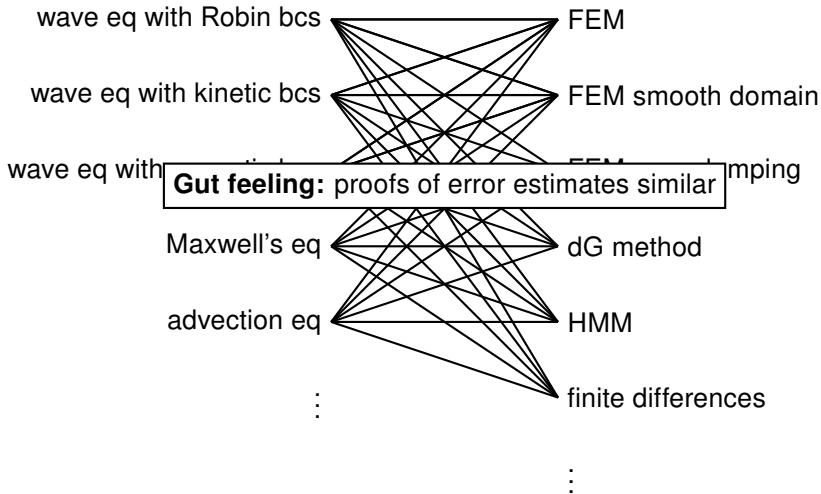 wave eq with Robin bcs
FEM
wave eq with kinetic bcs
FEM smooth domain
wave eq with
FEM
Gut feeling: proofs of error estimates similar
Maxwell's eq
dG method
advection eq
HMM
finite differences